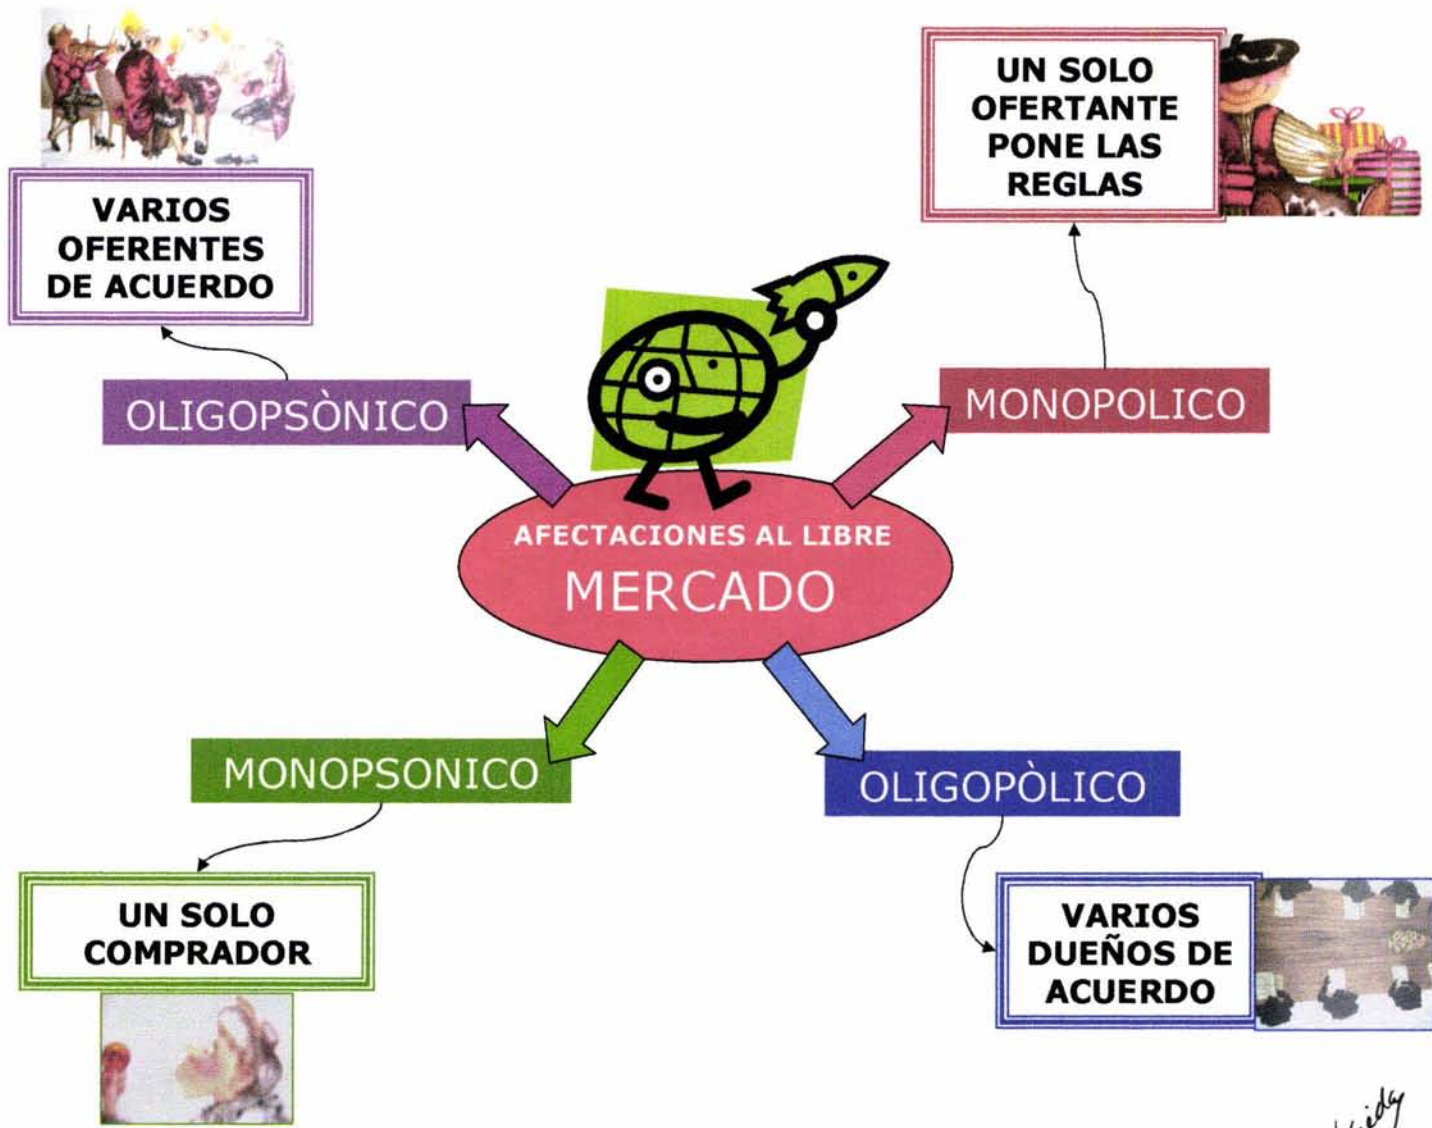 VARIOS
OFERENTES
DE ACUERDO
OLIGOPSÒNICO
UN SOLO
OFERTANTE
PONE LAS
REGLAS
MONOPOLICO
AFECTACIONES AL LIBRE
MERCADO
MONOPSONICO
UN SOLO
COMPRADOR
OLIGOPÒLICO
VARIOS
DUEÑOS DE
ACUERDO